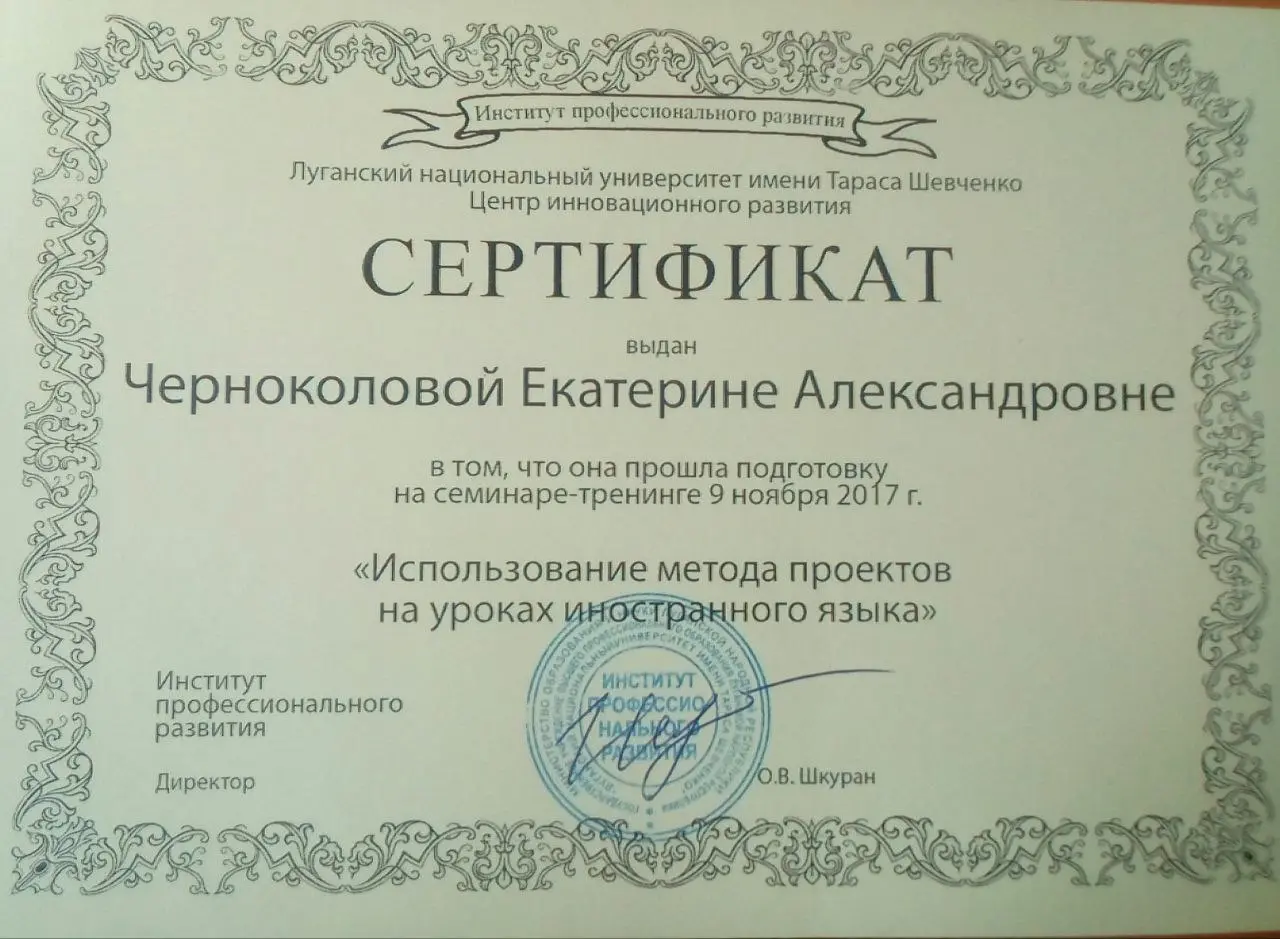 Институт профессионального развития
Луганский национальный университет имени Тараса Шевченко
Центр инновационного развития
СЕРТИФИКАТ
выдан
Черноколовой Екатерине Александровне
в том, что она прошла подготовку
на семинаре-тренинге 9 ноября 2017 г.
«Использование метода проектов
на уроках иностранного языка»
Институт
профессионального
развития
Директор
ИНСТИТУТ
ПРОФЕССИО
НАЛЬНОГО
РАЗВИТИЯ
О.В. Шкуран